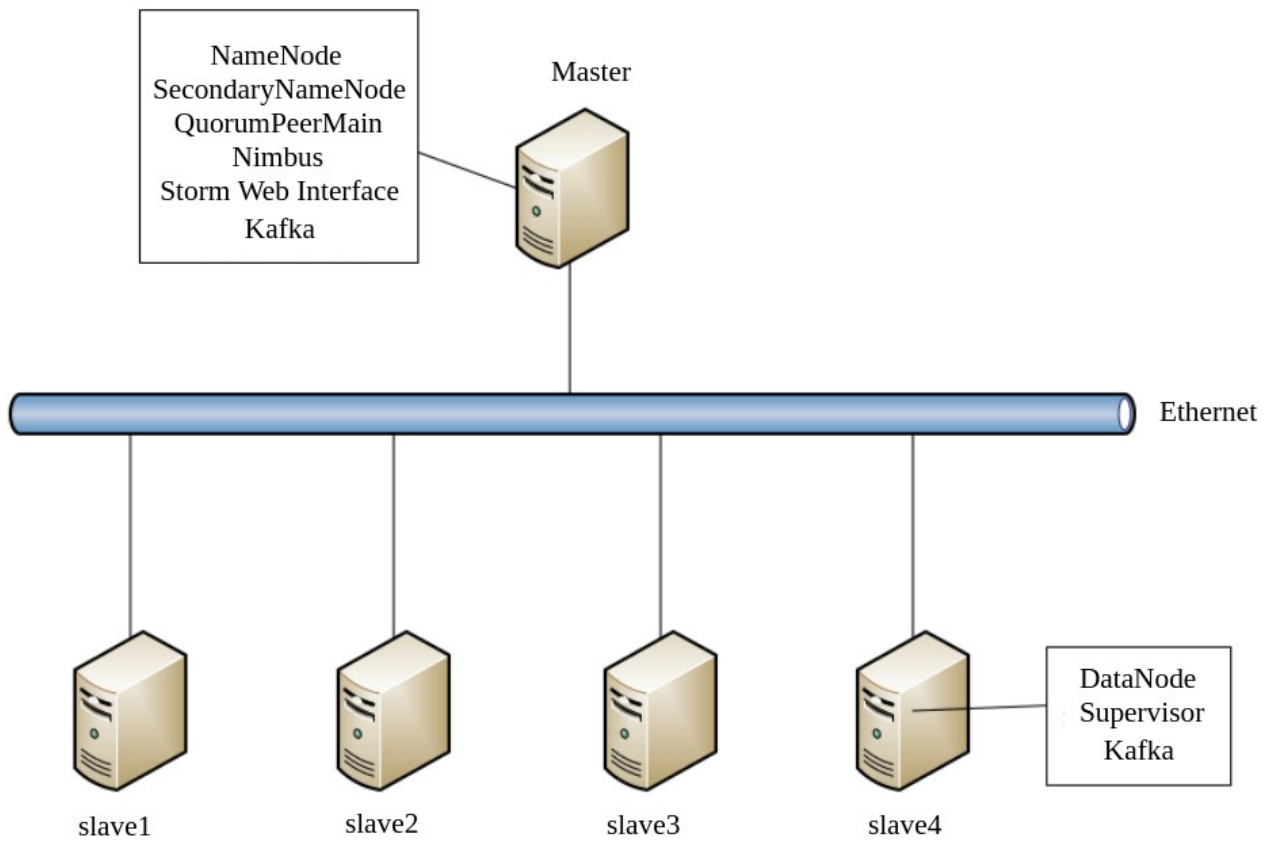 NameNode
SecondaryNameNode
QuorumPeerMain
Nimbus
Storm Web Interface
Kafka
Master
Ethernet
DataNode
Supervisor
Kafka
slave1
slave2
slave3
slave4